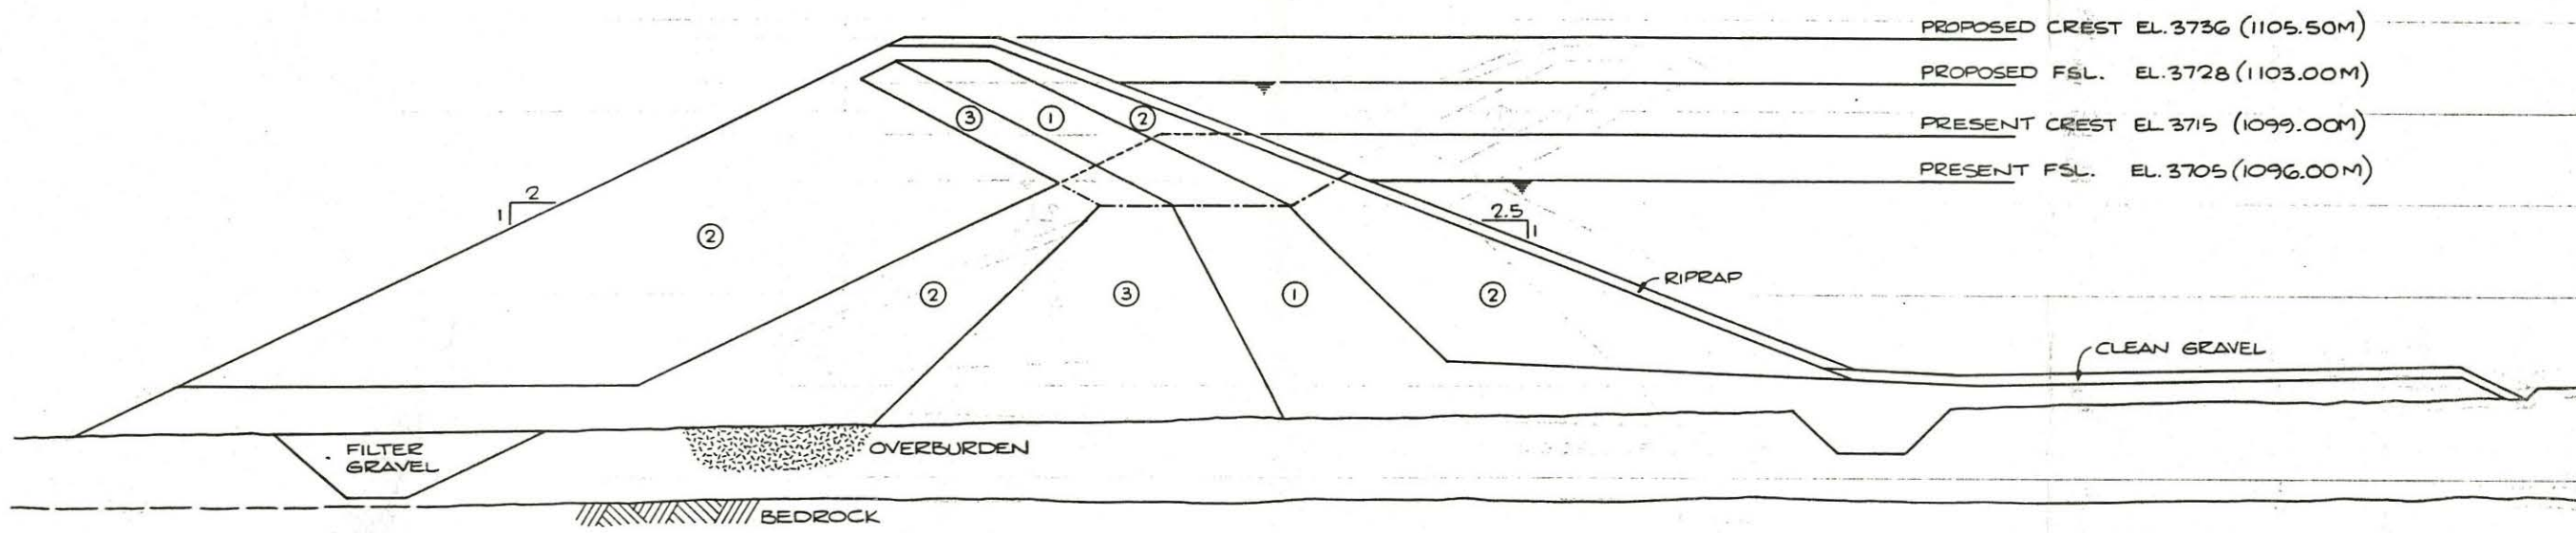 PROPOSED CREST EL. 3736 (1105.50M)
PROPOSED FSL. EL. 3728 (1103.00M)
PRESENT CREST EL 3715 (1099.00M)
PRESENT FSL. EL. 3705 (1096.00M)
3
1
2
2
1
2
2.5
1
2
3
1
2
RIPRAP
CLEAN GRAVEL
FILTER
GRAVEL
OVERBURDEN
BEDROCK